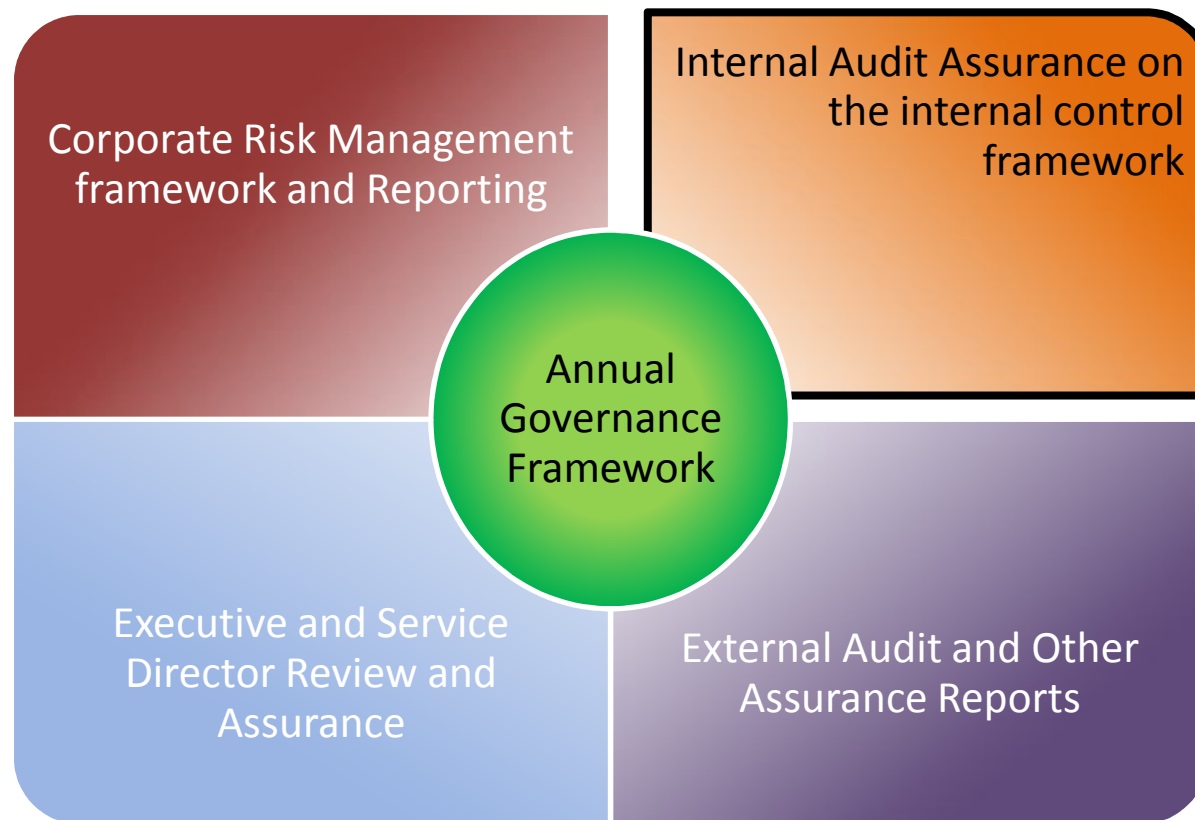 Corporate Risk Management
framework and Reporting
Internal Audit Assurance on
the internal control
framework
Annual
Governance
Framework
Executive and Service
Director Review and
Assurance
External Audit and Other
Assurance Reports